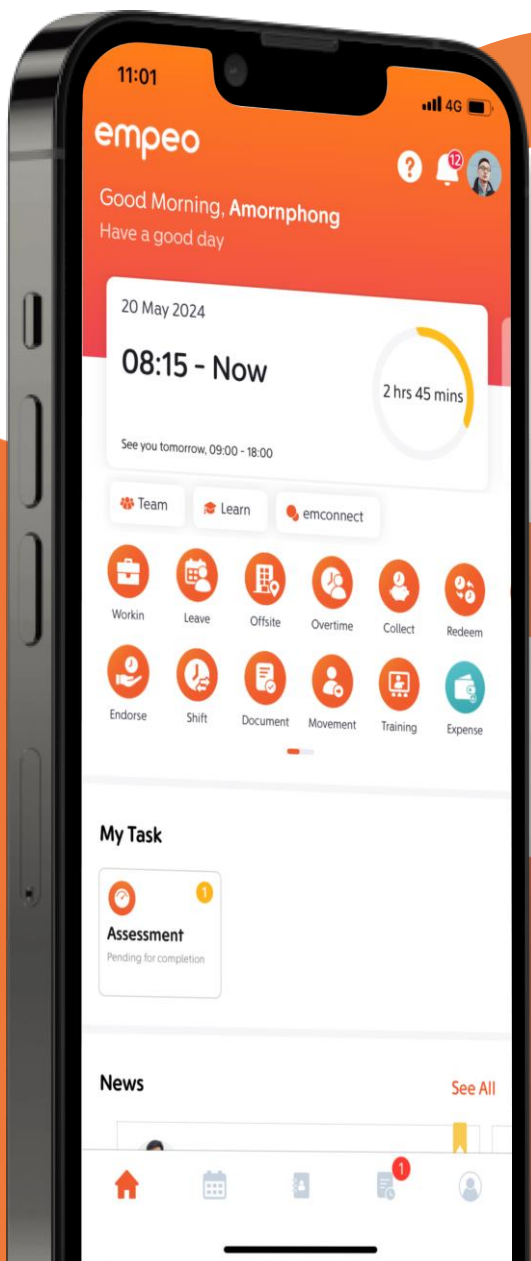 11:01
4G
empeo
? 12
Good Morning, Amornphong
Have a good day
20 May 2024
08:15 - Now
2 hrs 45 mins
See you tomorrow, 09:00 - 18:00
Team Learn emconnect
Workin Leave Offsite Overtime Collect Redeem
Endorse Shift Document Movement Training Expense
My Task
1
Assessment
Pending for completion
News See All
1